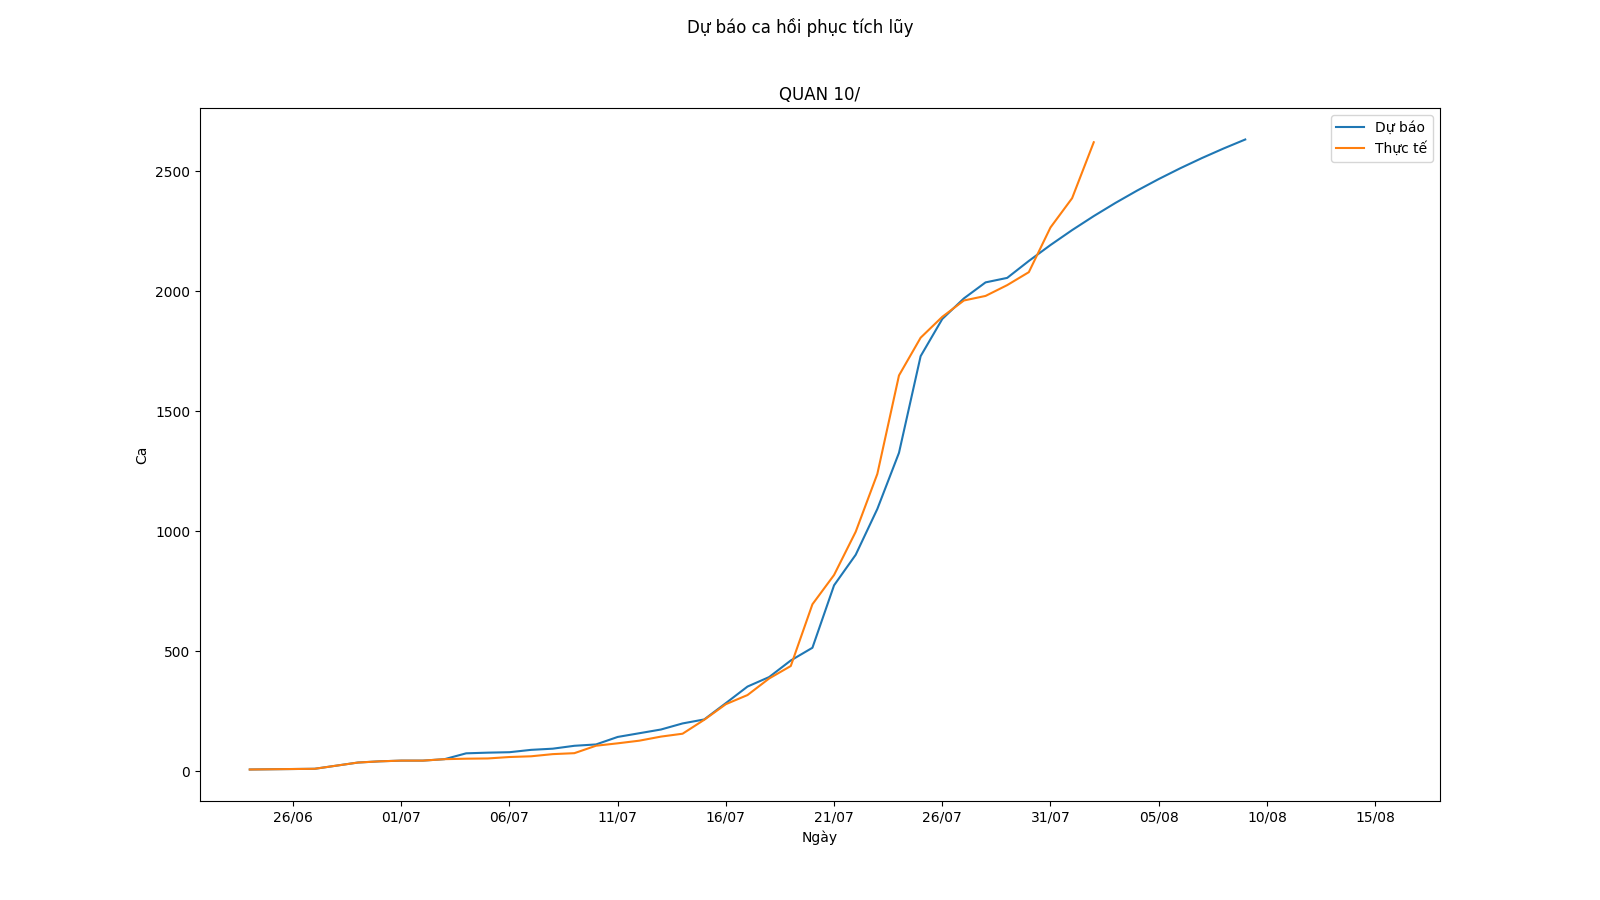 Dự báo ca hồi phục tích lũy
QUAN 10/
Dự báo
Thực tế
2500
2000
1500
1000
500
0
Ca
26/06 01/07 06/07 11/07 16/07 21/07 26/07 31/07 05/08 10/08 15/08
Ngày